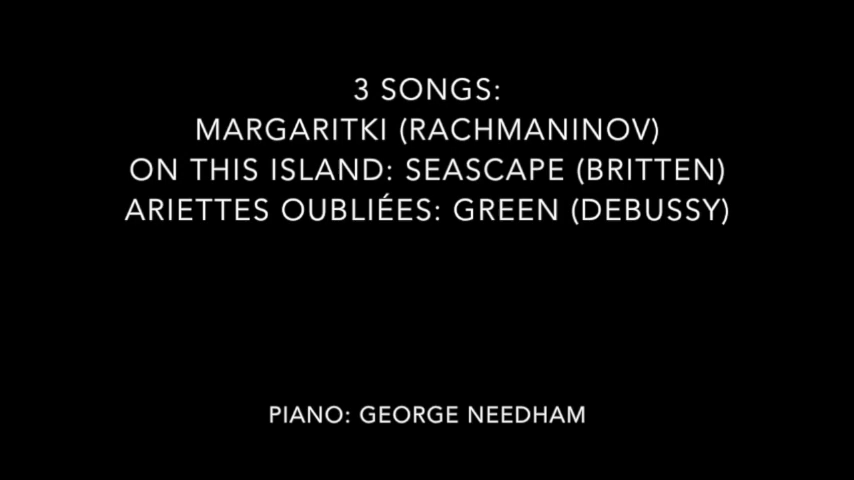 3 SONGS:
MARGARITKI (RACHMANINOV)
ON THIS ISLAND: SEASCAPE (BRITTEN)
ARIETTES OUBLIÉES: GREEN (DEBUSSY)
PIANO: GEORGE NEEDHAM